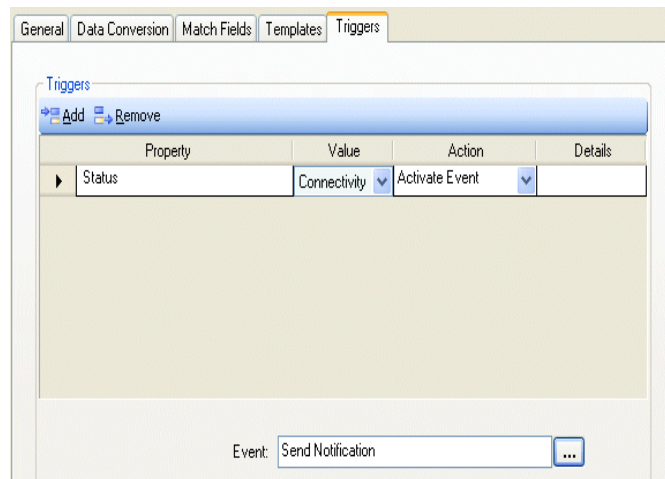 General Data Conversion Match Fields Templates Triggers
Triggers
Add Remove
Property Value Action Details
Status Connectivity Activate Event
Event: Send Notification ...